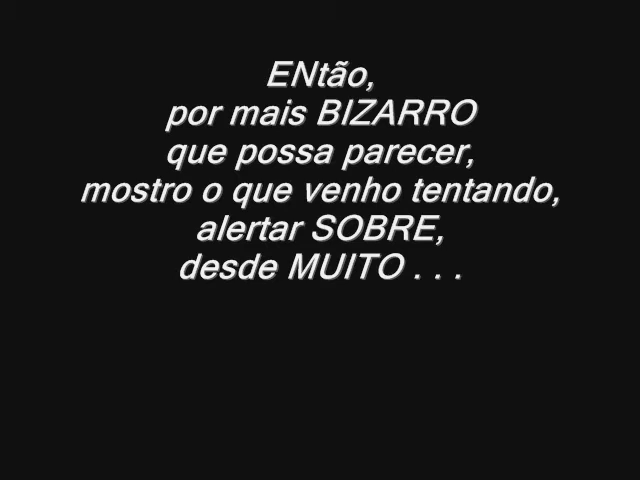 ENtão,
por mais BIZARRO
que possa parecer,
mostro o que venho tentando,
alertar SOBRE,
desde MUITO . . .